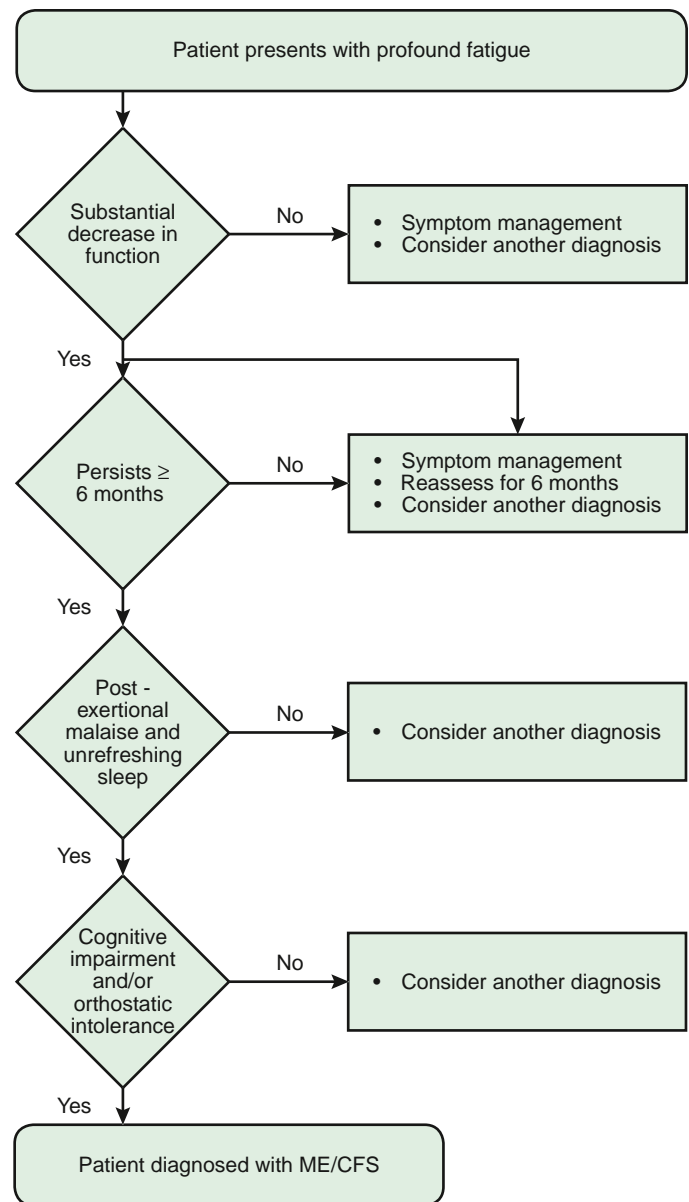 Patient presents with profound fatigue
Substantial
decrease in
function
No
• Symptom management
• Consider another diagnosis
Yes
Persists ≥
6 months
No
• Symptom management
• Reassess for 6 months
• Consider another diagnosis
Yes
Post -
exertional
malaise and
unrefreshing
sleep
No
• Consider another diagnosis
Yes
Cognitive
impairment
and/or
orthostatic
intolerance
No
• Consider another diagnosis
Yes
Patient diagnosed with ME/CFS